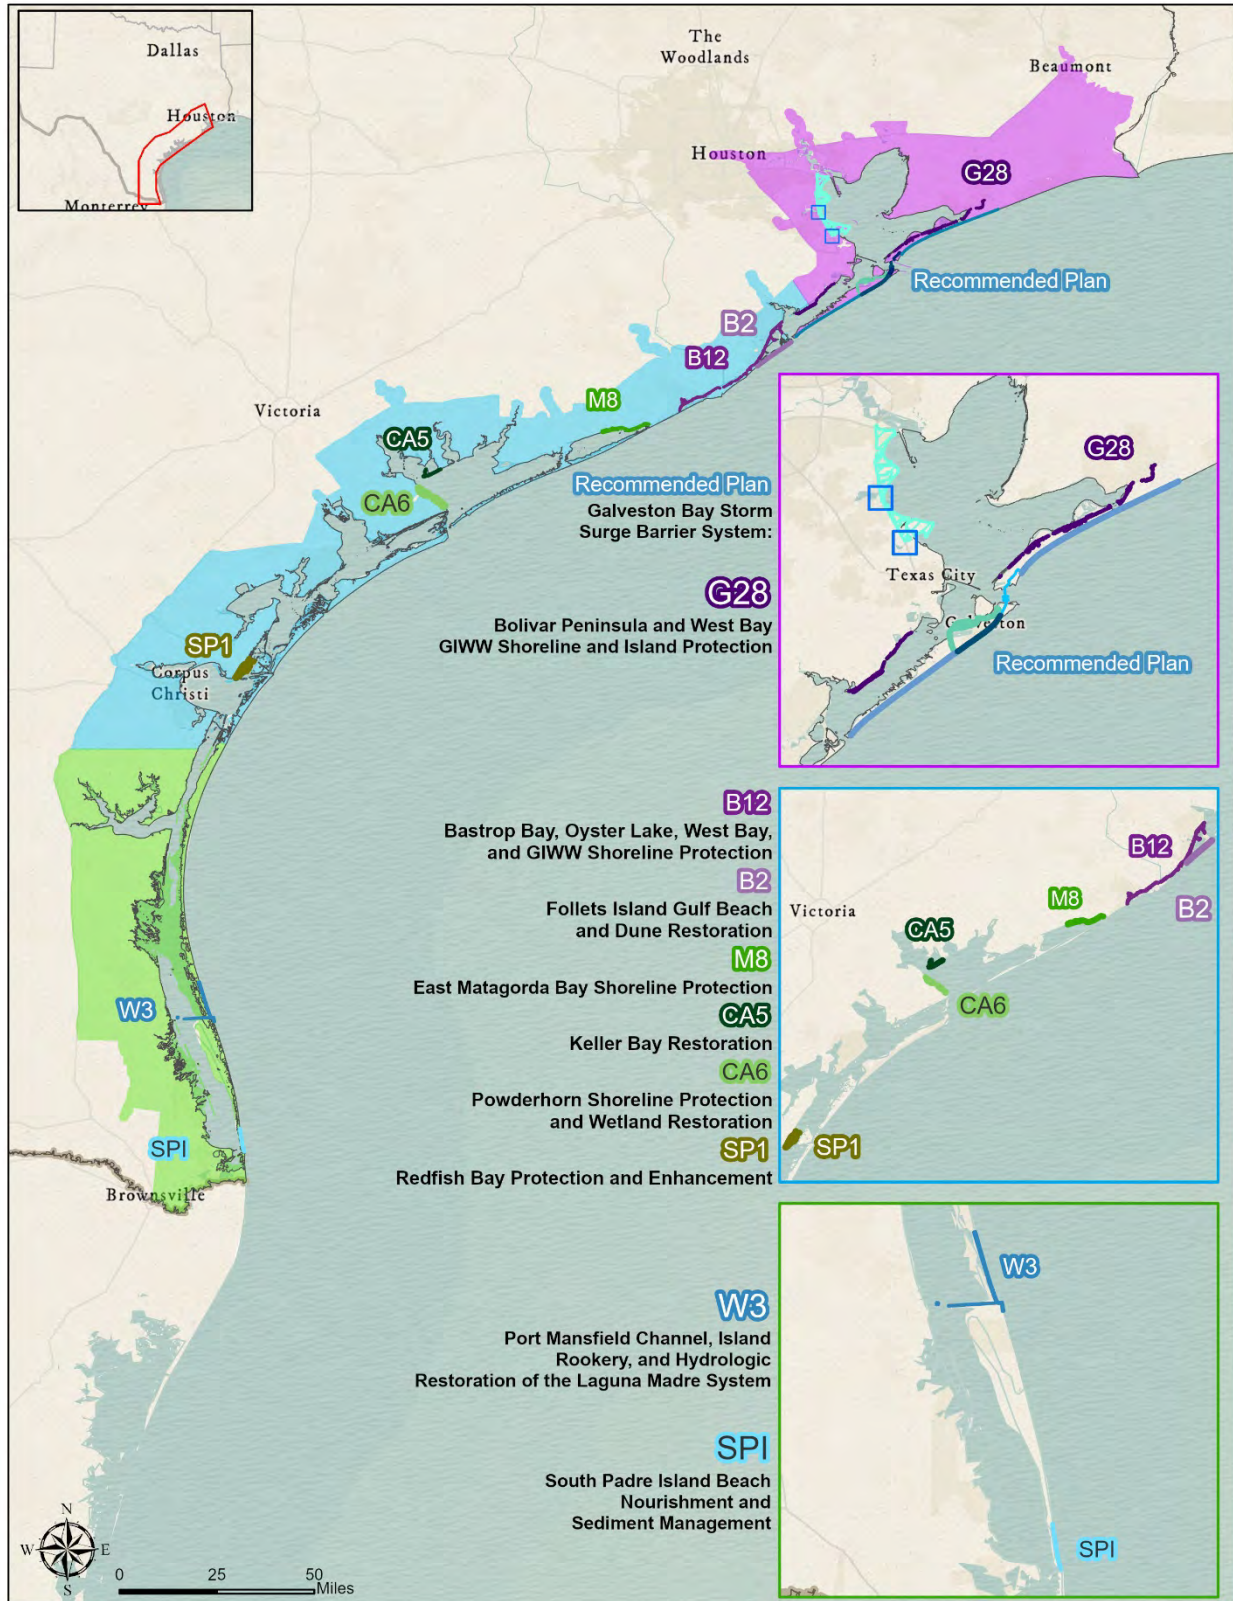 Dallas
Houston
Monterrey
The
Woodlands
Beaumont
Houston
G28
Recommended Plan
B2
B12
M8
Victoria
CA5
CA6
Recommended Plan
Galveston Bay Storm
Surge Barrier System:
G28
Bolivar Peninsula and West Bay
GIWW Shoreline and Island Protection
G28
Texas City
Galveston
Recommended Plan
SP1
Corpus
Christi
B12
Bastrop Bay, Oyster Lake, West Bay,
and GIWW Shoreline Protection
B2
Follets Island Gulf Beach
and Dune Restoration
M8
East Matagorda Bay Shoreline Protection
CA5
Keller Bay Restoration
CA6
Powderhorn Shoreline Protection
and Wetland Restoration
SP1
Redfish Bay Protection and Enhancement
B12
B2
M8
Victoria
CA5
CA6
SP1
W3
SPI
Brownsville
W3
Port Mansfield Channel, Island
Rookery, and Hydrologic
Restoration of the Laguna Madre System
SPI
South Padre Island Beach
Nourishment and
Sediment Management
W3
SPI
N
W E
S
0 25 50
Miles